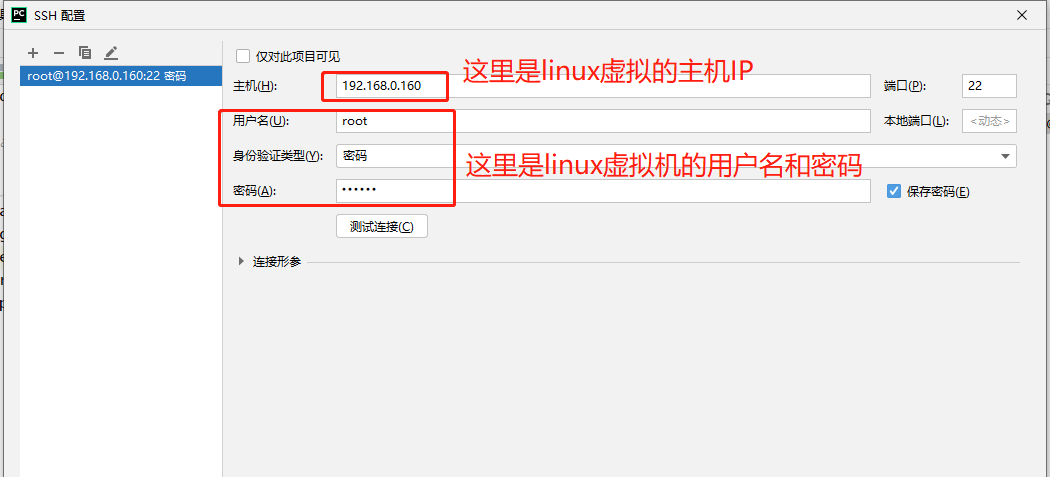 PC SSH 配置
root@192.168.0.160:22 密码
仅对此项目可见
主机(H): 192.168.0.160 这里是linux虚拟的主机IP 端口(P): 22
用户名(U): root 本地端口(L): <动态>
身份验证类型(Y): 密码 这里是linux虚拟机的用户名和密码
密码(A): •••••• 保存密码(E)
测试连接(C)
连接形参